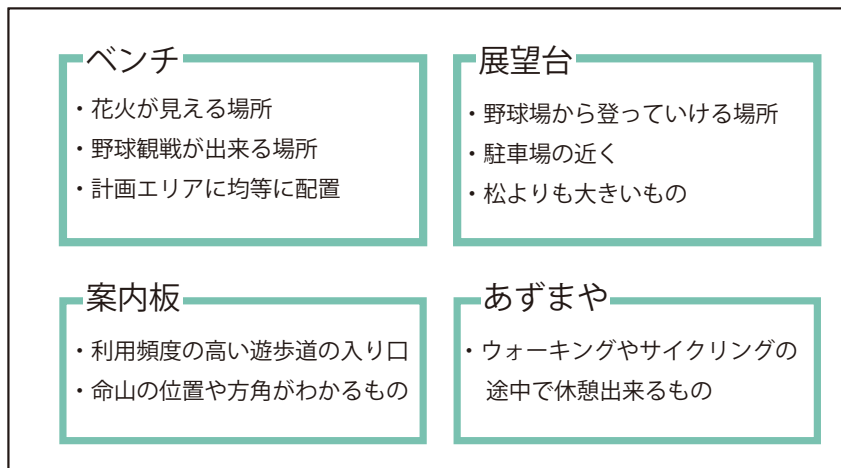 ベンチ
・花火が見える場所
・野球観戦が出来る場所
・計画エリアに均等に配置
展望台
・野球場から登っていける場所
・駐車場の近く
・松よりも大きいもの
案内板
・利用頻度の高い遊歩道の入り口
・命山の位置や方角がわかるもの
あずまや
・ウォーキングやサイクリングの
途中で休憩出来るもの